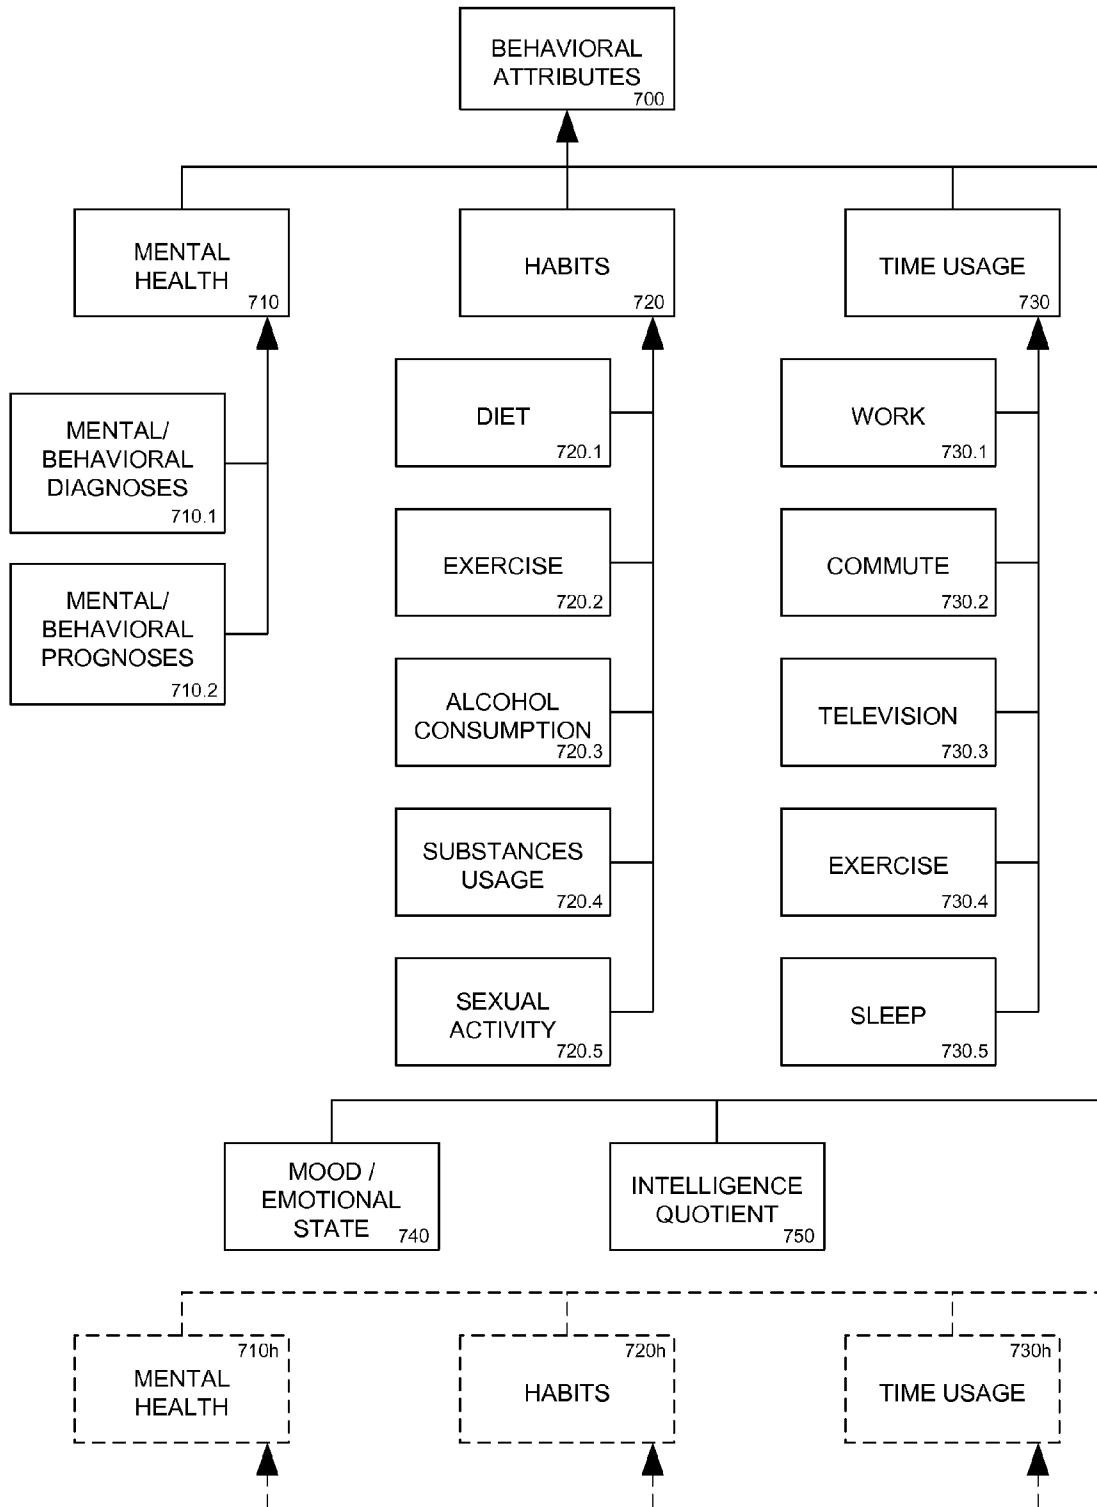 BEHAVIORAL
ATTRIBUTES
700
MENTAL
HEALTH
710
HABITS
720
TIME USAGE
730
MENTAL/
BEHAVIORAL
DIAGNOSES
710.1
MENTAL/
BEHAVIORAL
PROGNOSES
710.2
DIET
720.1
EXERCISE
720.2
ALCOHOL
CONSUMPTION
720.3
SUBSTANCES
USAGE
720.4
SEXUAL
ACTIVITY
720.5
WORK
730.1
COMMUTE
730.2
TELEVISION
730.3
EXERCISE
730.4
SLEEP
730.5
MOOD /
EMOTIONAL
STATE
740
INTELLIGENCE
QUOTIENT
750
710h
MENTAL
HEALTH
720h
HABITS
730h
TIME USAGE